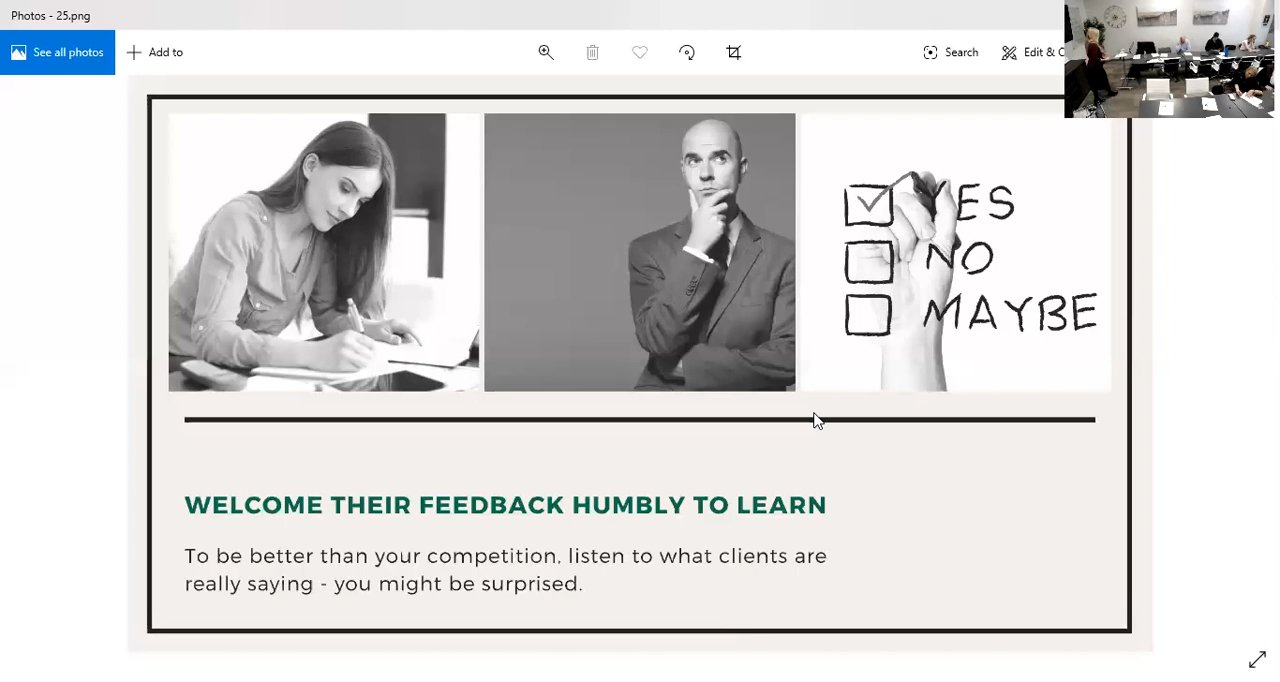 Photos - 25.png
See all photos
Add to
Search
Edit & C
YES
NO
MAYBE
WELCOME THEIR FEEDBACK HUMBLY TO LEARN
To be better than your competition, listen to what clients are
really saying - you might be surprised.